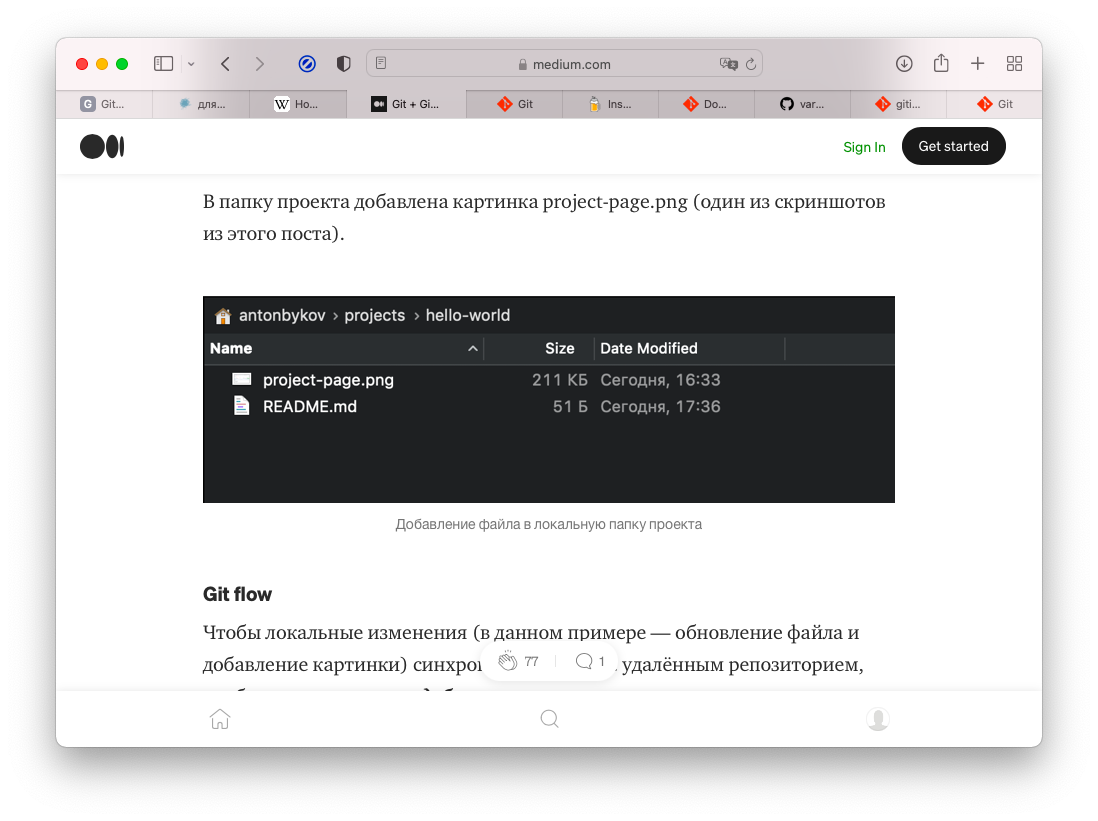 medium.com
Git...
для...
Ho...
Git + Gi...
Git
Ins...
Do...
var...
giti...
Git
Sign In
Get started
В папку проекта добавлена картинка project-page.png (один из скриншотов
из этого поста).
antonbykov › projects › hello-world
Name Size Date Modified
project-page.png 211 КБ Сегодня, 16:33
README.md 51 Б Сегодня, 17:36
Добавление файла в локальную папку проекта
Git flow
Чтобы локальные изменения (в данном примере — обновление файла и
добавление картинки) удалённым репозиторием,
77 1